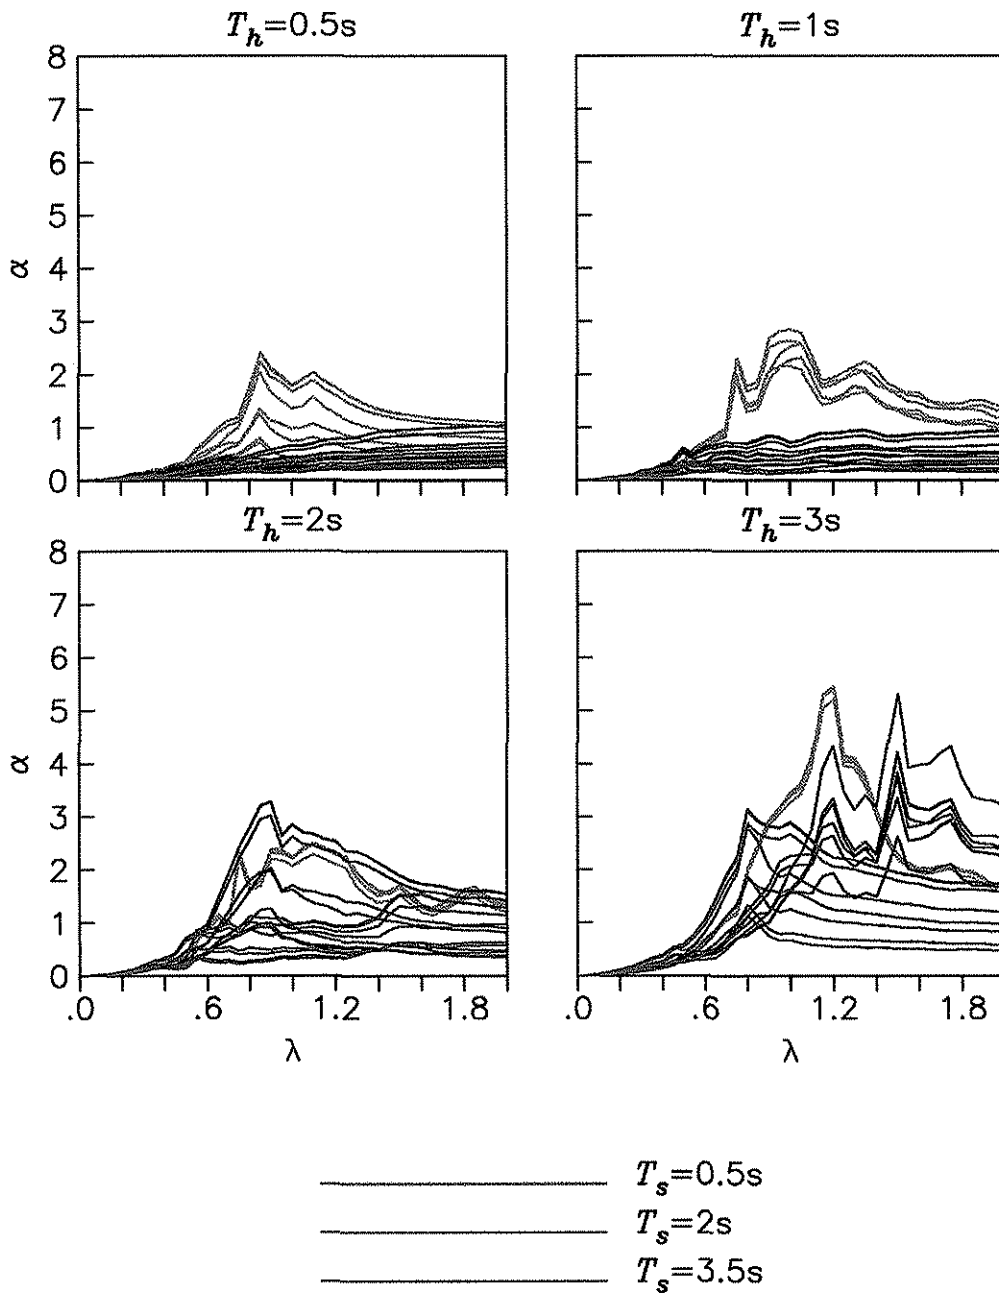 T_h=0.5s
T_h=1s
8
7
6
5
4
3
2
1
0
α
T_h=2s
T_h=3s
8
7
6
5
4
3
2
1
0
α
.0 .6 1.2 1.8
.0 .6 1.2 1.8
λ
λ
T_s=0.5s
T_s=2s
T_s=3.5s